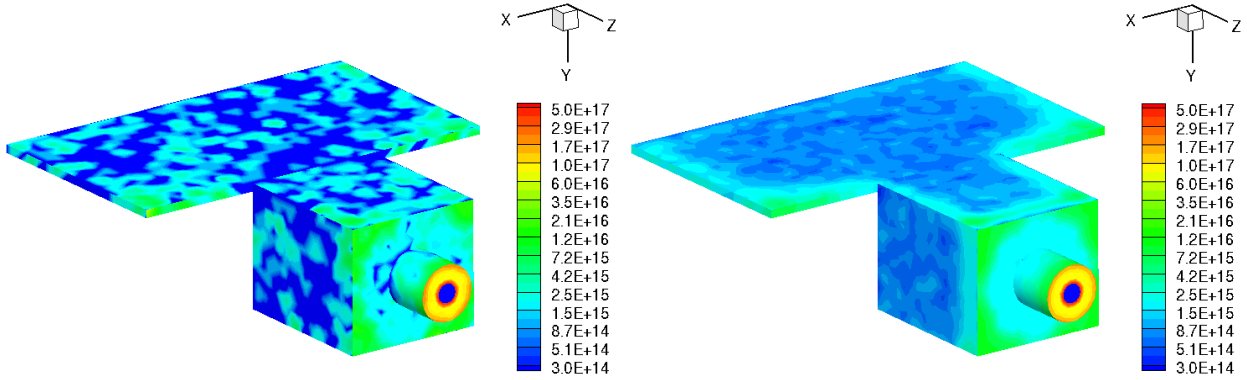 X
Z
Y
5.0E+17
2.9E+17
1.7E+17
1.0E+17
6.0E+16
3.5E+16
2.1E+16
1.2E+16
7.2E+15
4.2E+15
2.5E+15
1.5E+15
8.7E+14
5.1E+14
3.0E+14
X
Z
Y
5.0E+17
2.9E+17
1.7E+17
1.0E+17
6.0E+16
3.5E+16
2.1E+16
1.2E+16
7.2E+15
4.2E+15
2.5E+15
1.5E+15
8.7E+14
5.1E+14
3.0E+14